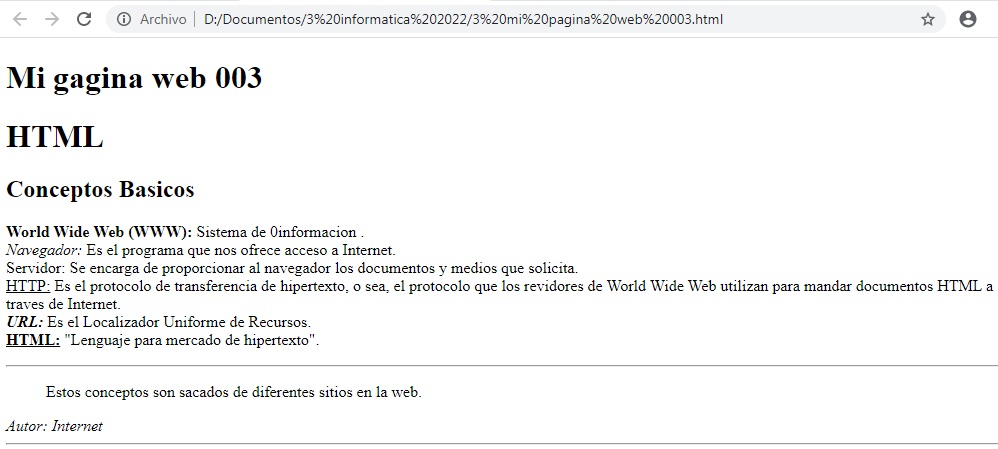 Archivo | D:/Documentos/3%20informatica%202022/3%20mi%20pagina%20web%20003.html
Mi gagina web 003
HTML
Conceptos Basicos
World Wide Web (WWW): Sistema de 0informacion .
Navegador: Es el programa que nos ofrece acceso a Internet.
Servidor: Se encarga de proporcionar al navegador los documentos y medios que solicita.
HTTP: Es el protocolo de transferencia de hipertexto, o sea, el protocolo que los revidores de World Wide Web utilizan para mandar documentos HTML a
traves de Internet.
URL: Es el Localizador Uniforme de Recursos.
HTML: "Lenguaje para mercado de hipertexto".
Estos conceptos son sacados de diferentes sitios en la web.
Autor: Internet